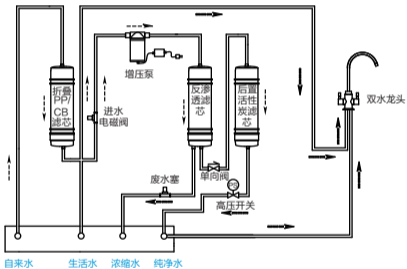 增压泵
折叠
PP/
CB
滤芯
进水
电磁阀
反渗
透滤
芯
后置
活性
炭滤
芯
双水龙头
单向阀
废水塞
高压开关
自来水
生活水
浓缩水
纯净水